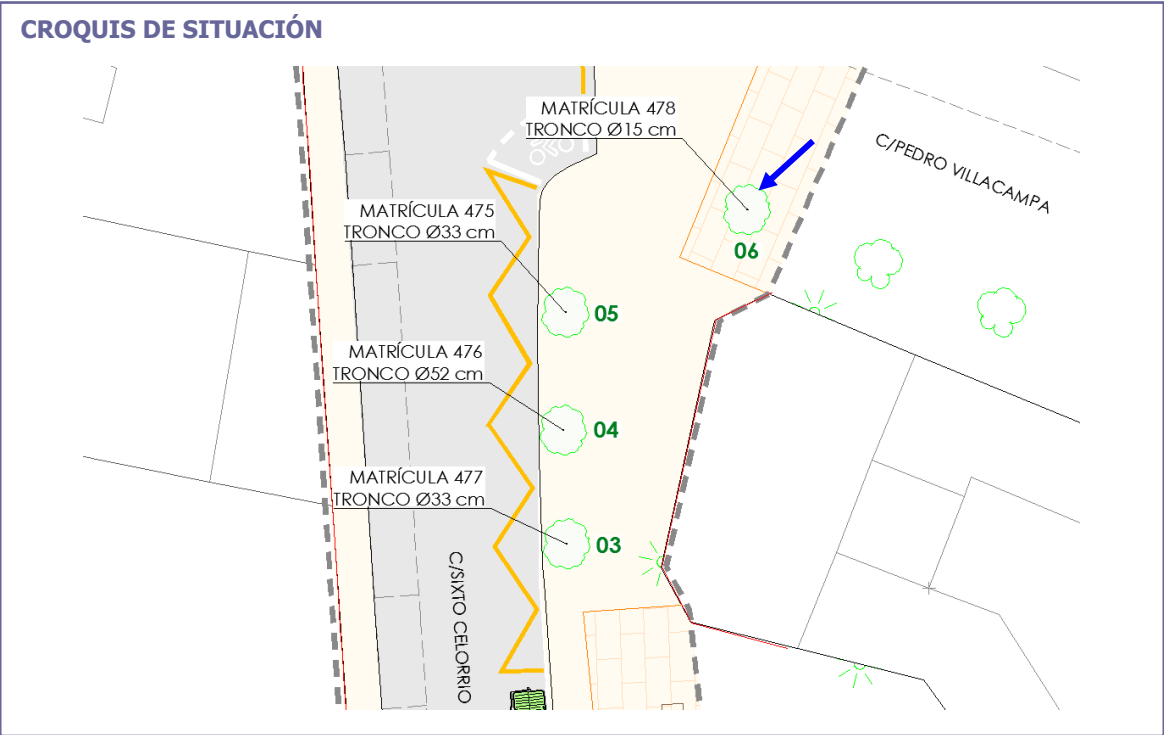 CROQUIS DE SITUACIÓN
MATRÍCULA 478
TRONCO Ø15 cm
C/PEDRO VILLACAMPA
MATRÍCULA 475
TRONCO Ø33 cm
06
05
MATRÍCULA 476
TRONCO Ø52 cm
04
MATRÍCULA 477
TRONCO Ø33 cm
03
C/SIXTO CELORRIO